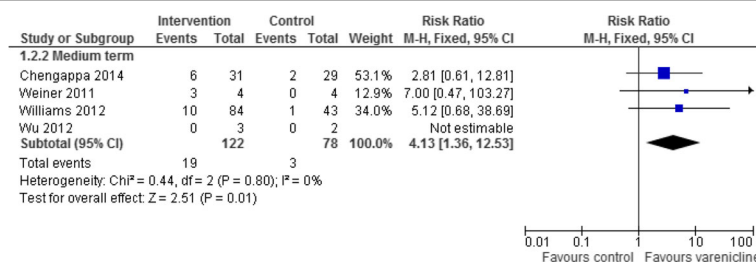 Intervention Control Risk Ratio Risk Ratio
Study or Subgroup Events Total Events Total Weight M-H, Fixed, 95% CI M-H, Fixed, 95% CI
1.2.2 Medium term
Chengappa 2014 6 31 2 29 53.1% 2.81 [0.61, 12.81]
Weiner 2011 3 4 0 4 12.9% 7.00 [0.47, 103.27]
Williams 2012 10 84 1 43 34.0% 5.12 [0.68, 38.69]
Wu 2012 0 3 0 2 Not estimable
Subtotal (95% CI) 122 78 100.0% 4.13 [1.36, 12.53]
Total events 19 3
Heterogeneity: Chi² = 0.44, df = 2 (P = 0.80); I² = 0%
Test for overall effect: Z = 2.51 (P = 0.01)
0.01 0.1 1 10 100
Favours control Favours varenicline